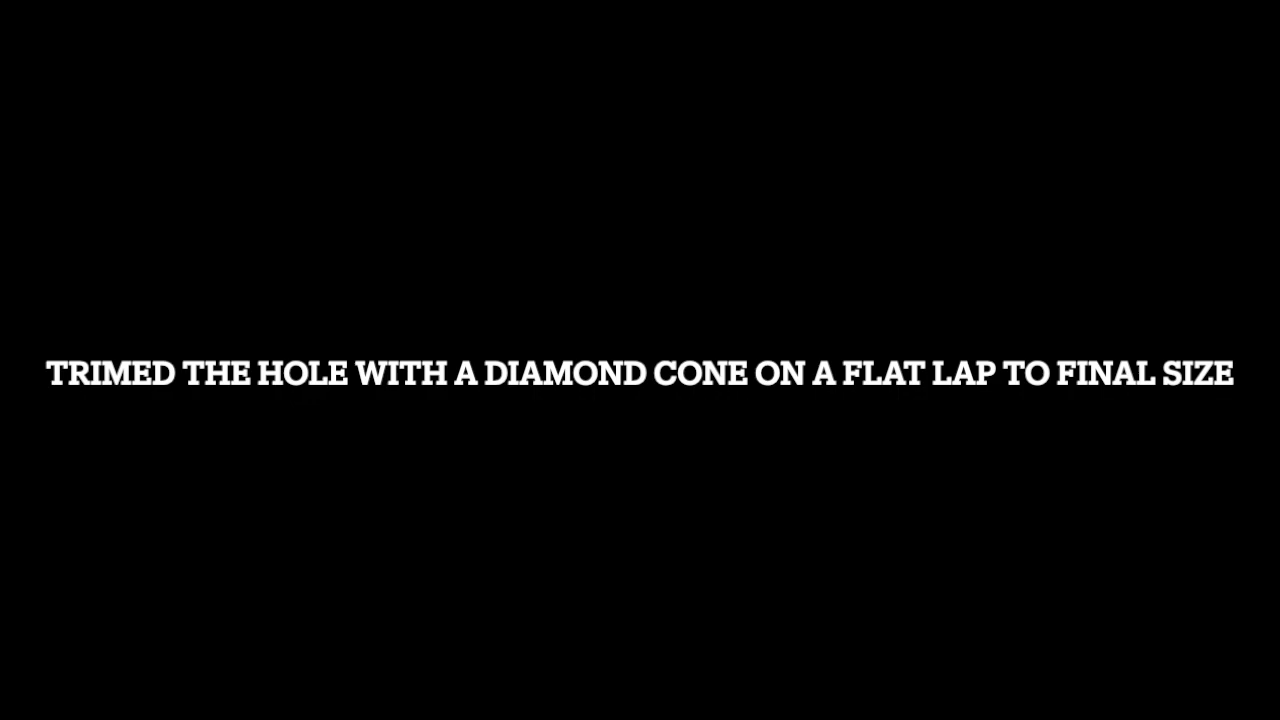 TRIMED THE HOLE WITH A DIAMOND CONE ON A FLAT LAP TO FINAL SIZE